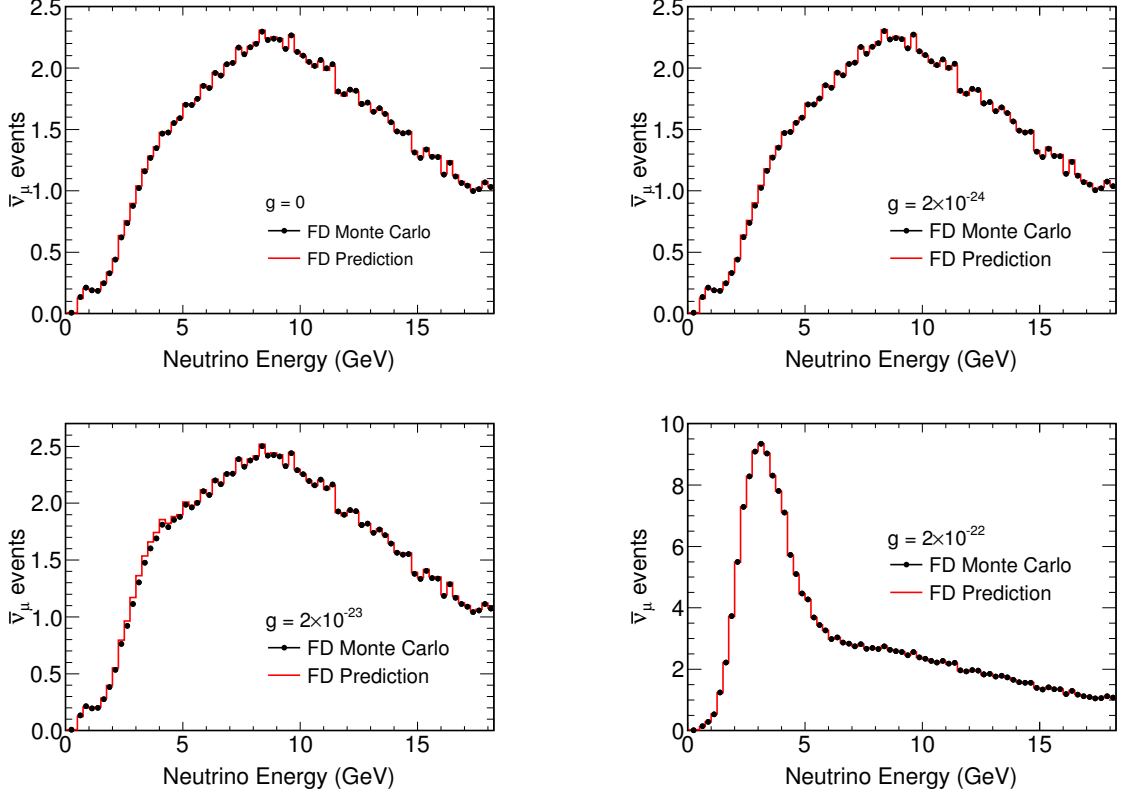 2.5
2.0
1.5
1.0
0.5
0.0
ν̅μ events
g = 0
FD Monte Carlo
FD Prediction
0 5 10 15
Neutrino Energy (GeV)
2.5
2.0
1.5
1.0
0.5
0.0
ν̅μ events
g = 2×10⁻²⁴
FD Monte Carlo
FD Prediction
0 5 10 15
Neutrino Energy (GeV)
2.5
2.0
1.5
1.0
0.5
0.0
ν̅μ events
g = 2×10⁻²³
FD Monte Carlo
FD Prediction
0 5 10 15
Neutrino Energy (GeV)
10
8
6
4
2
0
ν̅μ events
g = 2×10⁻²²
FD Monte Carlo
FD Prediction
0 5 10 15
Neutrino Energy (GeV)